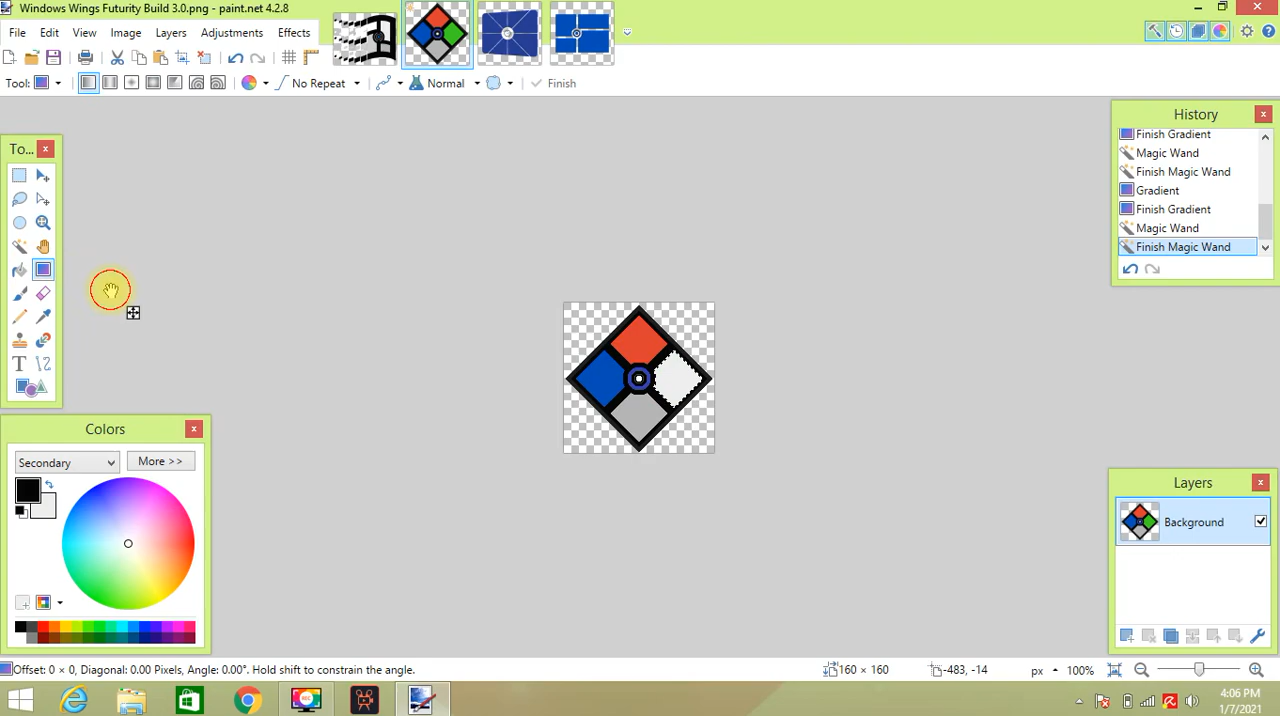 Windows Wings Futurity Build 3.0.png - paint.net 4.2.8
File Edit View Image Layers Adjustments Effects
Tool: No Repeat Normal Finish
To...
History
Finish Gradient
Magic Wand
Finish Magic Wand
Gradient
Finish Gradient
Magic Wand
Finish Magic Wand
Colors
Secondary More >>
Layers
Background
Offset: 0 × 0, Diagonal: 0.00 Pixels, Angle: 0.00°. Hold shift to constrain the angle. 160 × 160 -483, -14 px 100%
REC
4:06 PM
1/7/2021